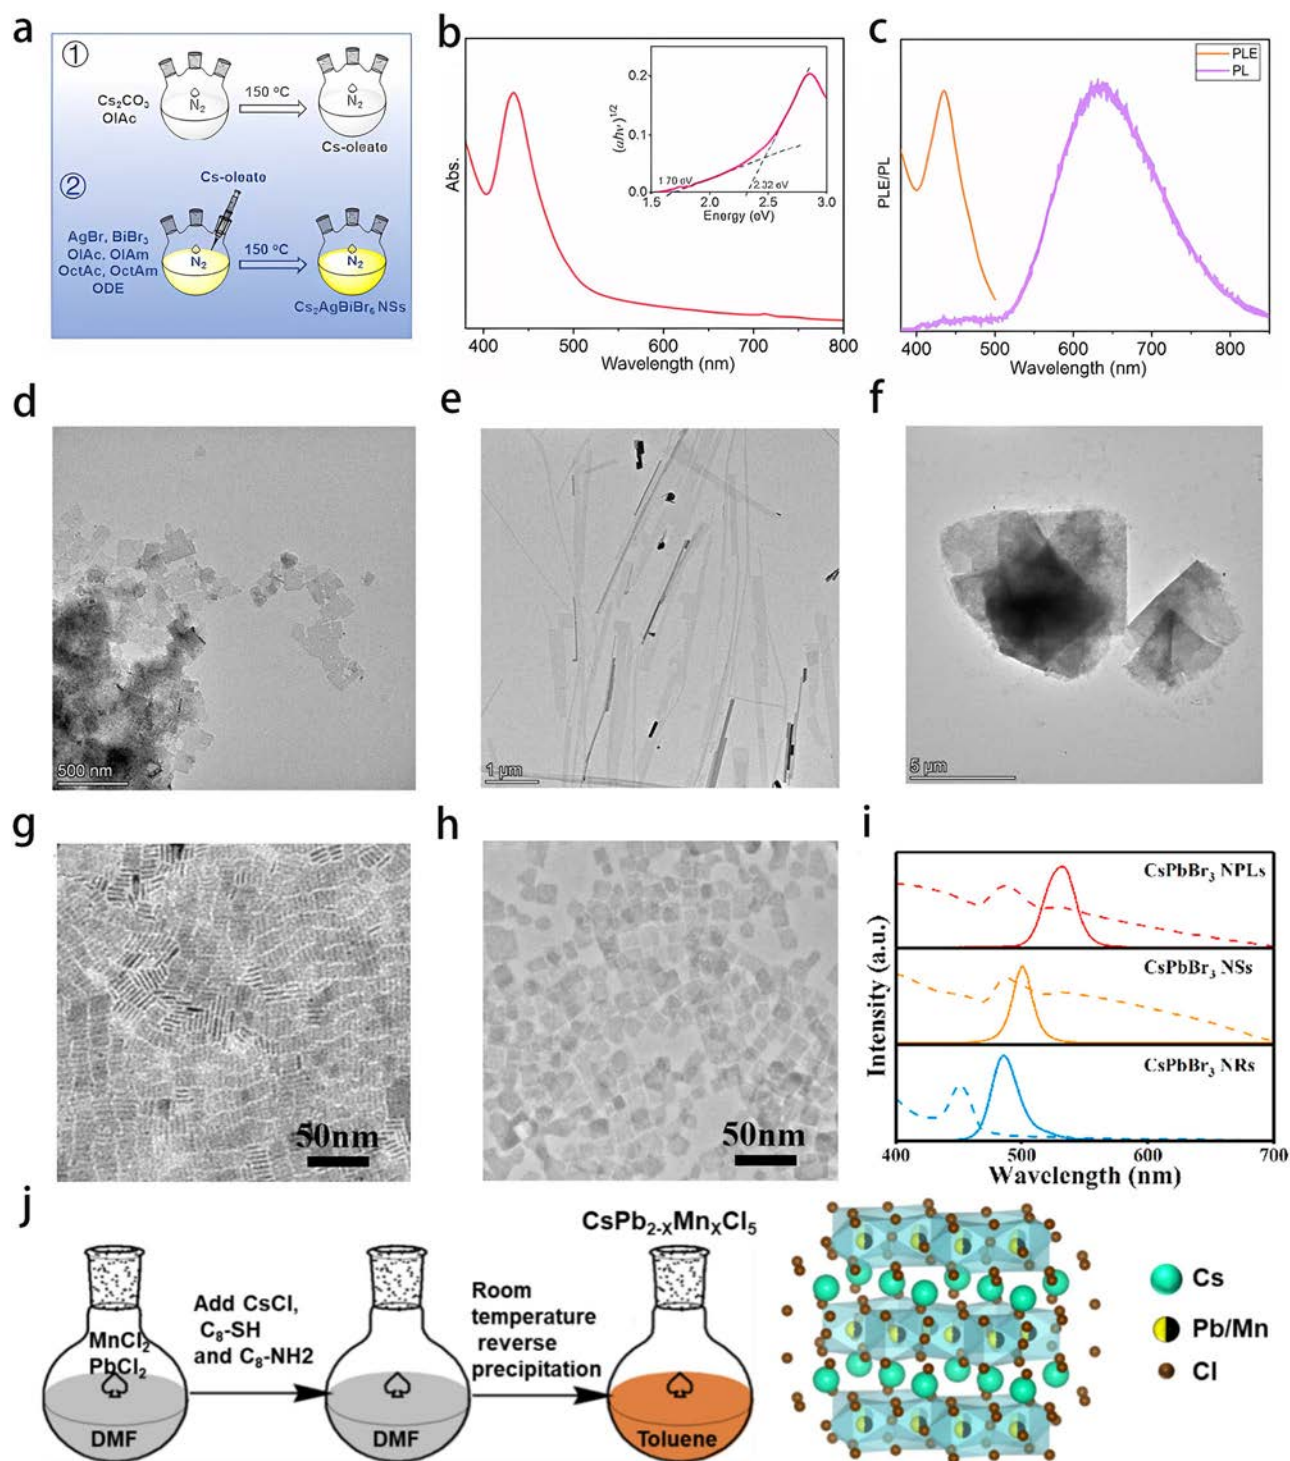 a
①
Cs₂CO₃
OlAc
N₂
150 °C
N₂
Cs-oleate
②
Cs-oleate
AgBr, BiBr₃
OlAc, OlAm
OctAc, OctAm
ODE
N₂
150 °C
N₂
Cs₂AgBiBr₆ NSs
b
Abs.
(αhν)^1/2
0.2
0.1
0.0
1.70 eV
2.32 eV
1.5
2.0
2.5
3.0
Energy (eV)
400
500
600
700
800
Wavelength (nm)
c
PLE
PL
PLE/PL
400
500
600
700
800
Wavelength (nm)
d
500 nm
e
1 μm
f
5 μm
g
50nm
h
50nm
i
CsPbBr₃ NPLs
CsPbBr₃ NSs
CsPbBr₃ NRs
Intensity (a.u.)
400
500
600
700
Wavelength (nm)
j
MnCl₂
PbCl₂
DMF
Add CsCl,
C₈-SH
and C₈-NH2
DMF
Room
temperature
reverse
precipitation
CsPb₂₋ₓMnₓCl₅
Toluene
Cs
Pb/Mn
Cl